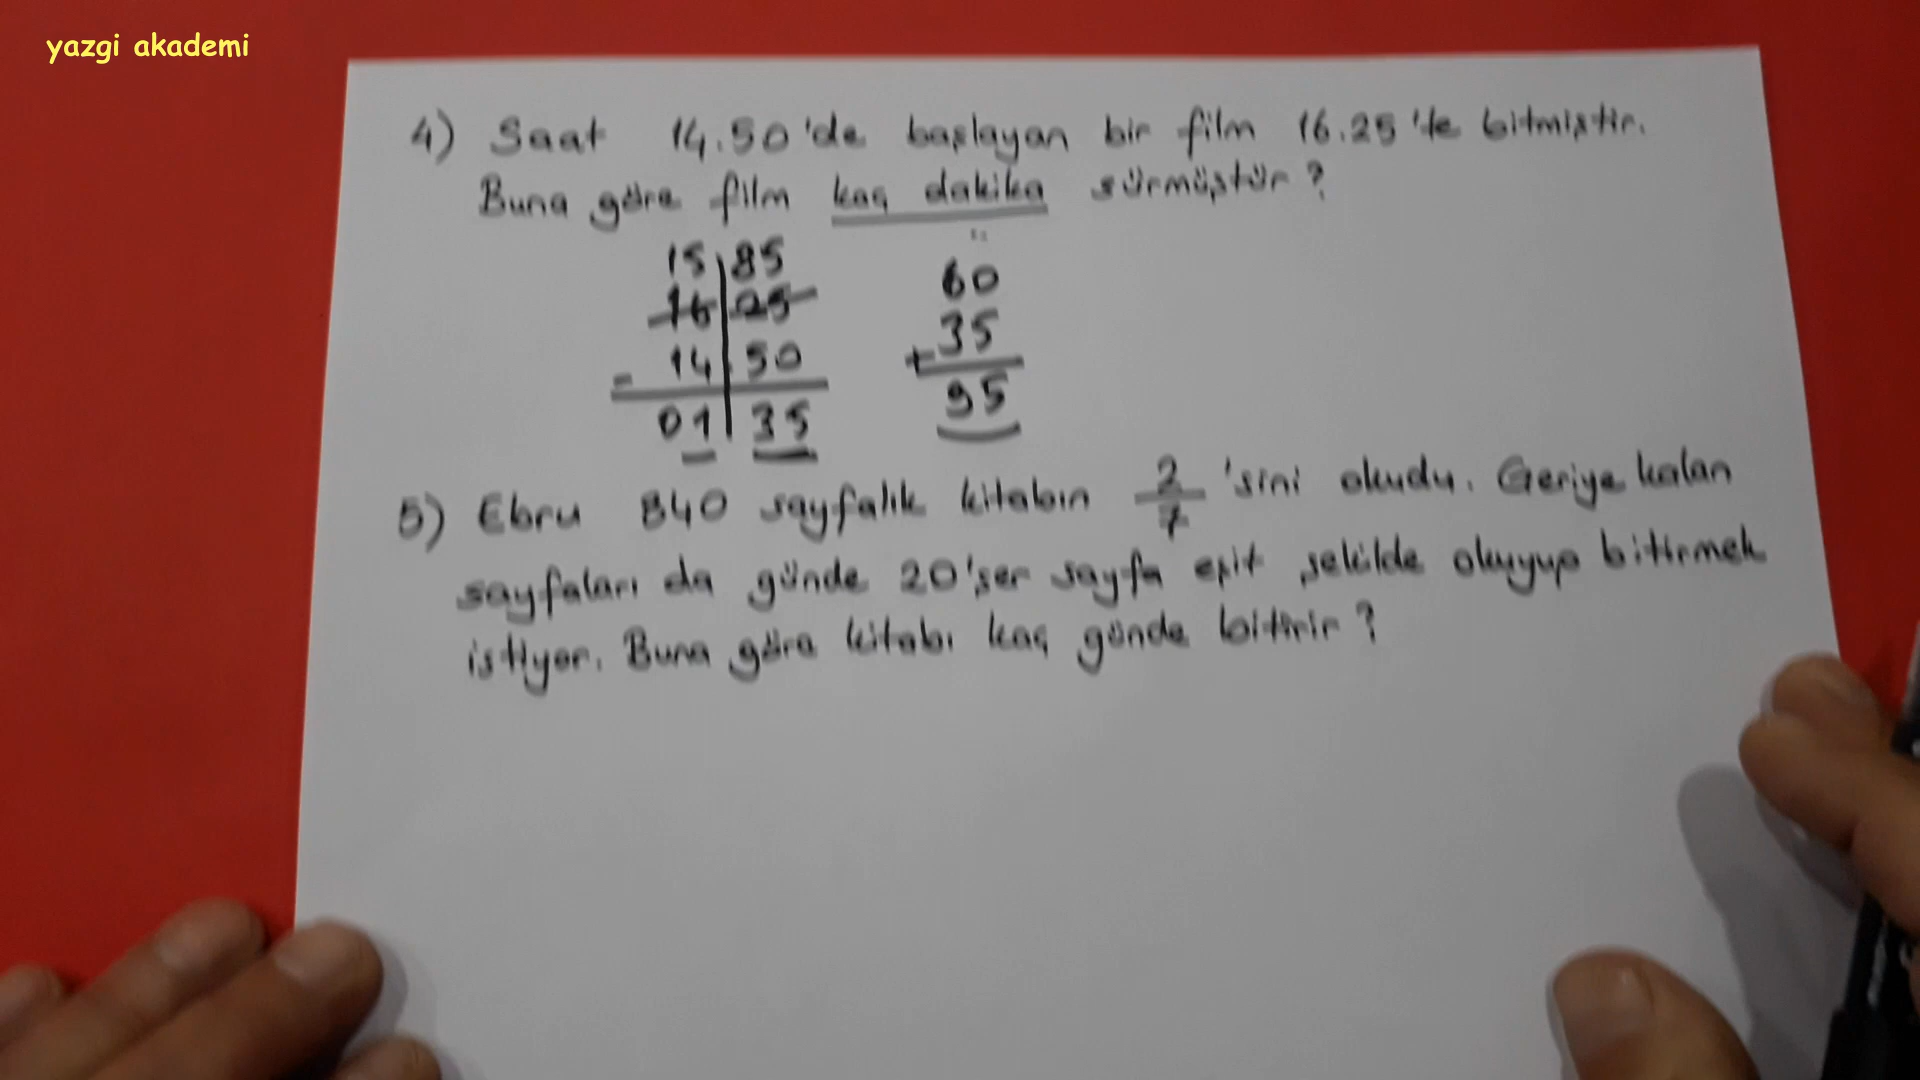 yazgi akademi
4) Saat 14.50'de başlayan bir film 16.25'te bitmiştir.
Buna göre film kaç dakika sürmüştür?
15 85
16 25
- 14 50
01 35
60
+ 35
95
5) Ebru 840 sayfalık kitabın 2/7 'sini okudu. Geriye kalan
sayfaları da günde 20'şer sayfa eşit şekilde okuyup bitirmek
istiyor. Buna göre kitabı kaç günde bitirir?